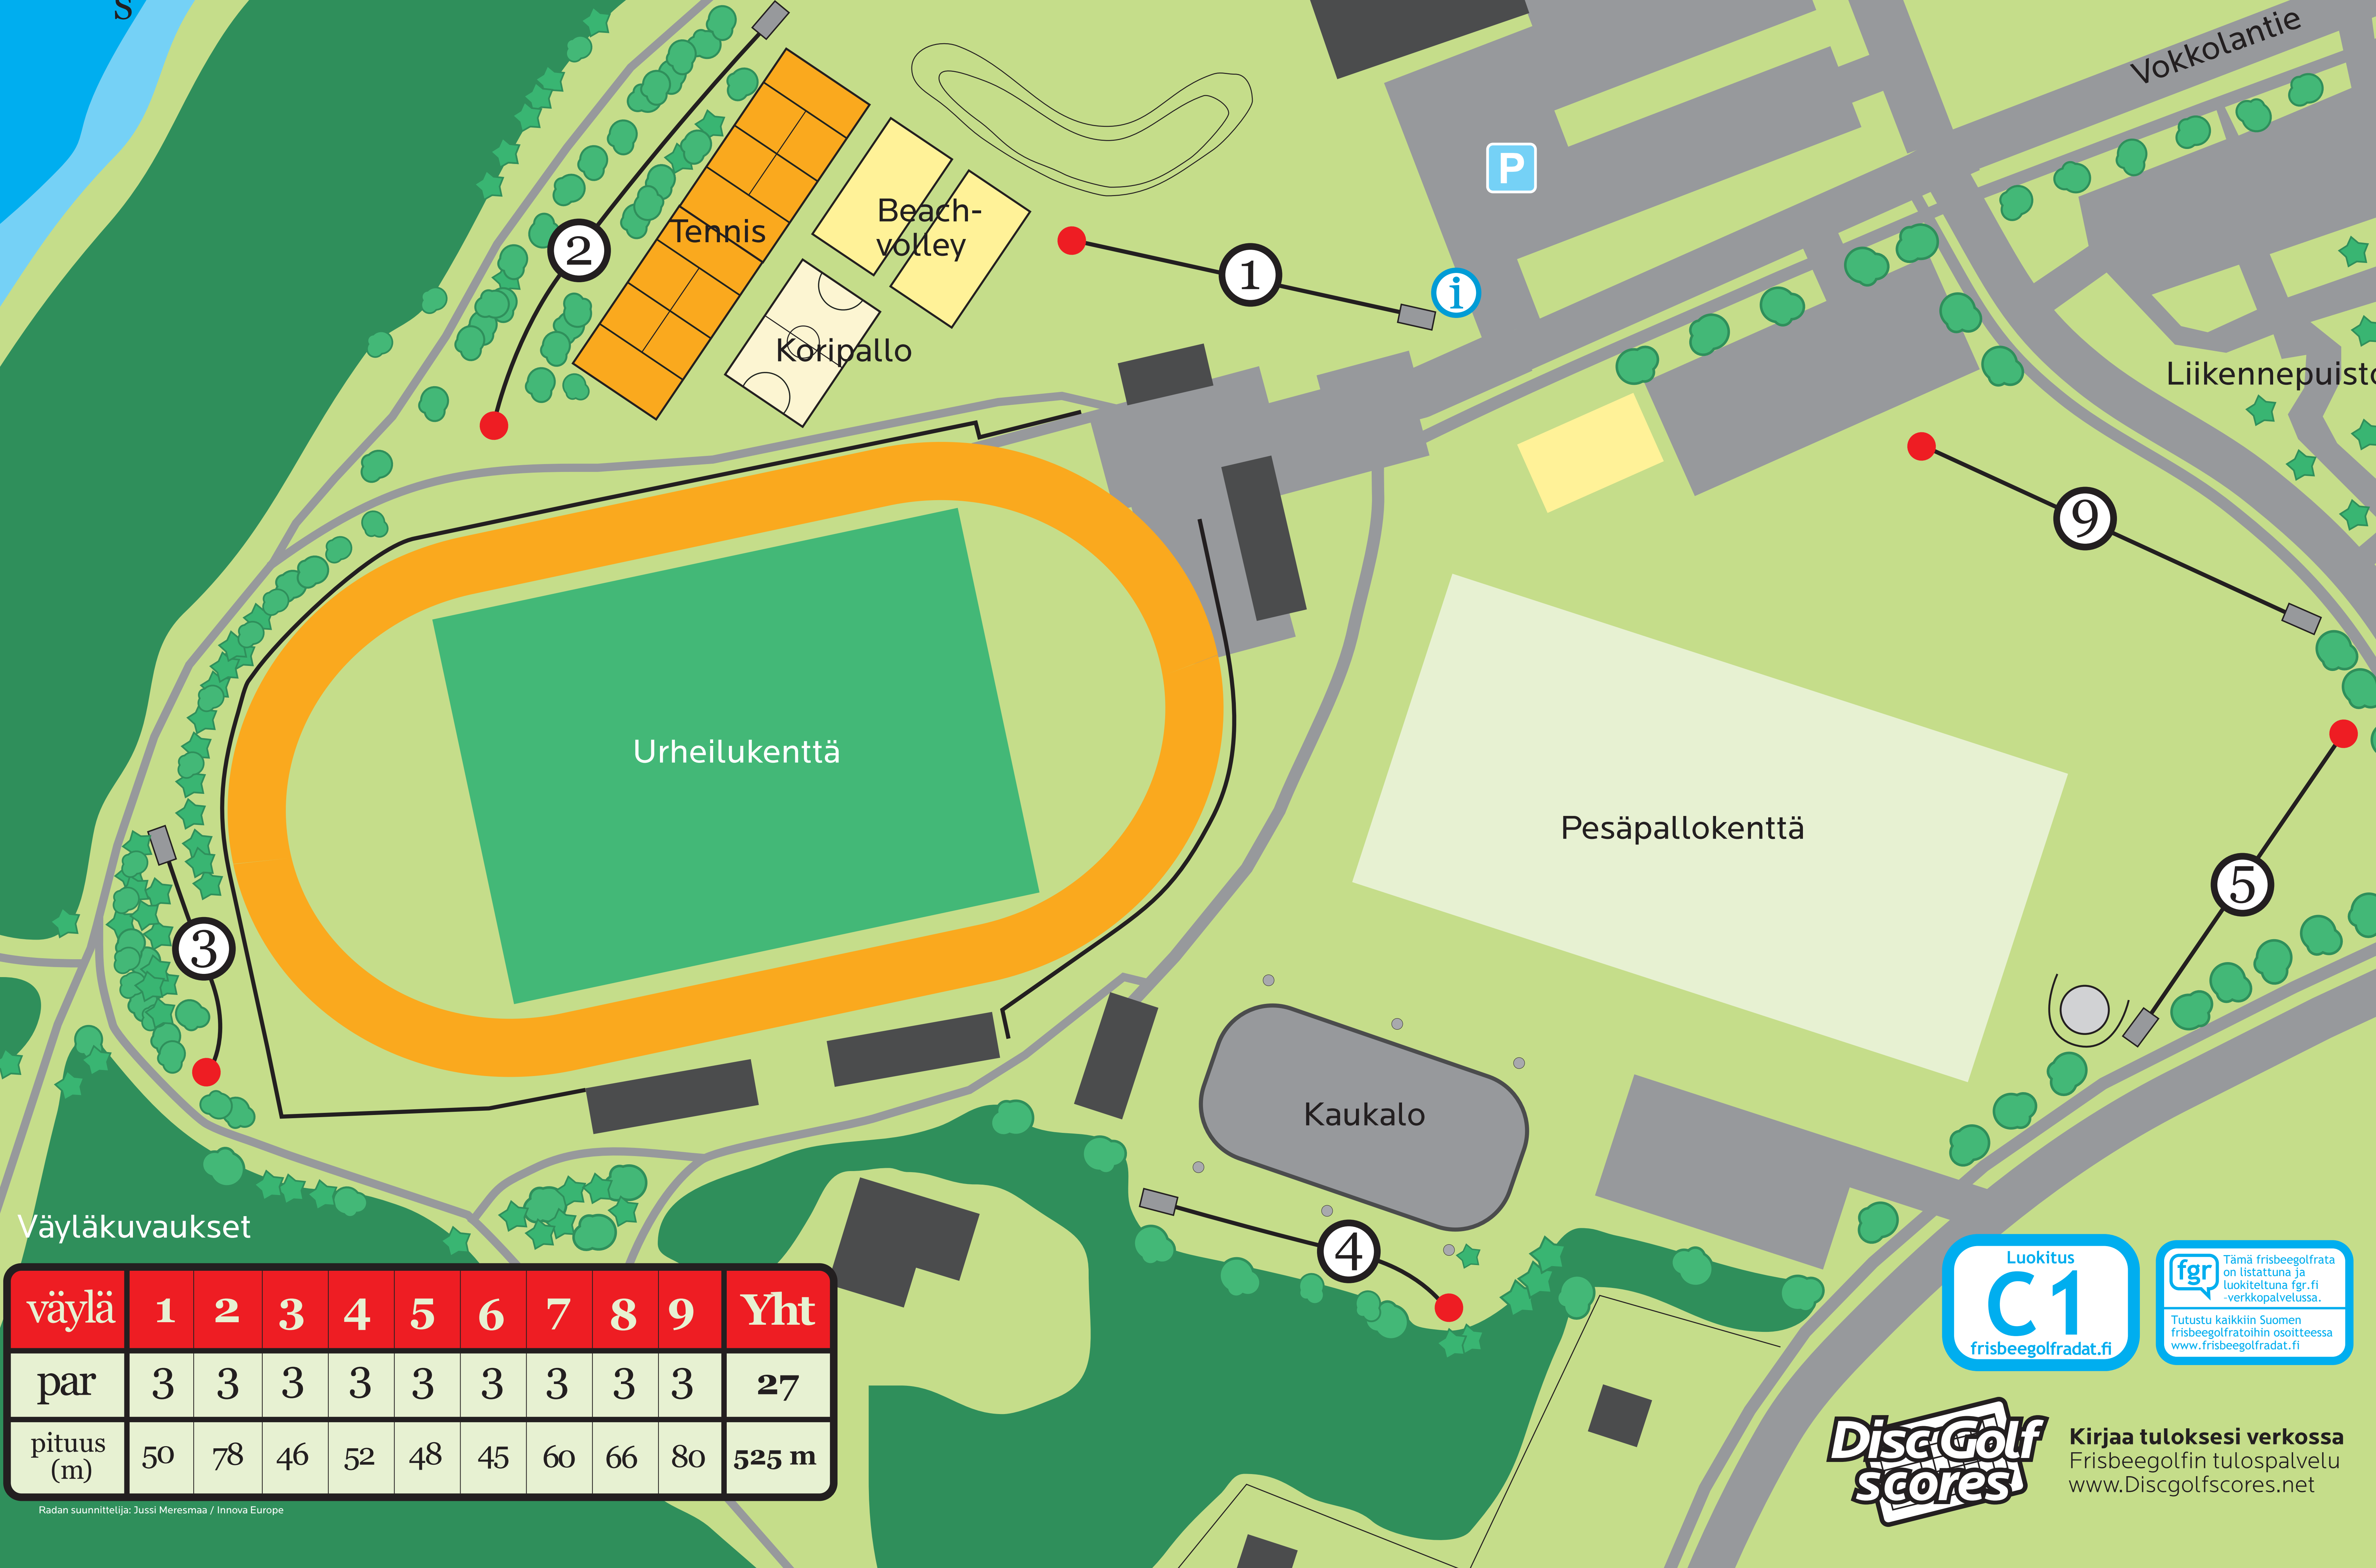 s
Vokkolantie
P
Beach-
volley
Tennis
2
1
i
Koripallo
Liikennepuisto
9
Urheilukenttä
Pesäpallokenttä
5
3
Kaukalo
4
Väyläkuvaukset
väylä 1 2 3 4 5 6 7 8 9 Yht
par 3 3 3 3 3 3 3 3 3 27
pituus
(m) 50 78 46 52 48 45 60 66 80 525 m
Radan suunnittelija: Jussi Meresmaa / Innova Europe
Luokitus
C1
frisbeegolfradat.fi
fgr
Tämä frisbeegolfrata
on listattuna ja
luokiteltuna fgr.fi
-verkkopalvelussa.
Tutustu kaikkiin Suomen
frisbeegolfratoihin osoitteessa
www.frisbeegolfradat.fi
Disc Golf
scores
Kirjaa tuloksesi verkossa
Frisbeegolfin tulospalvelu
www.Discgolfscores.net